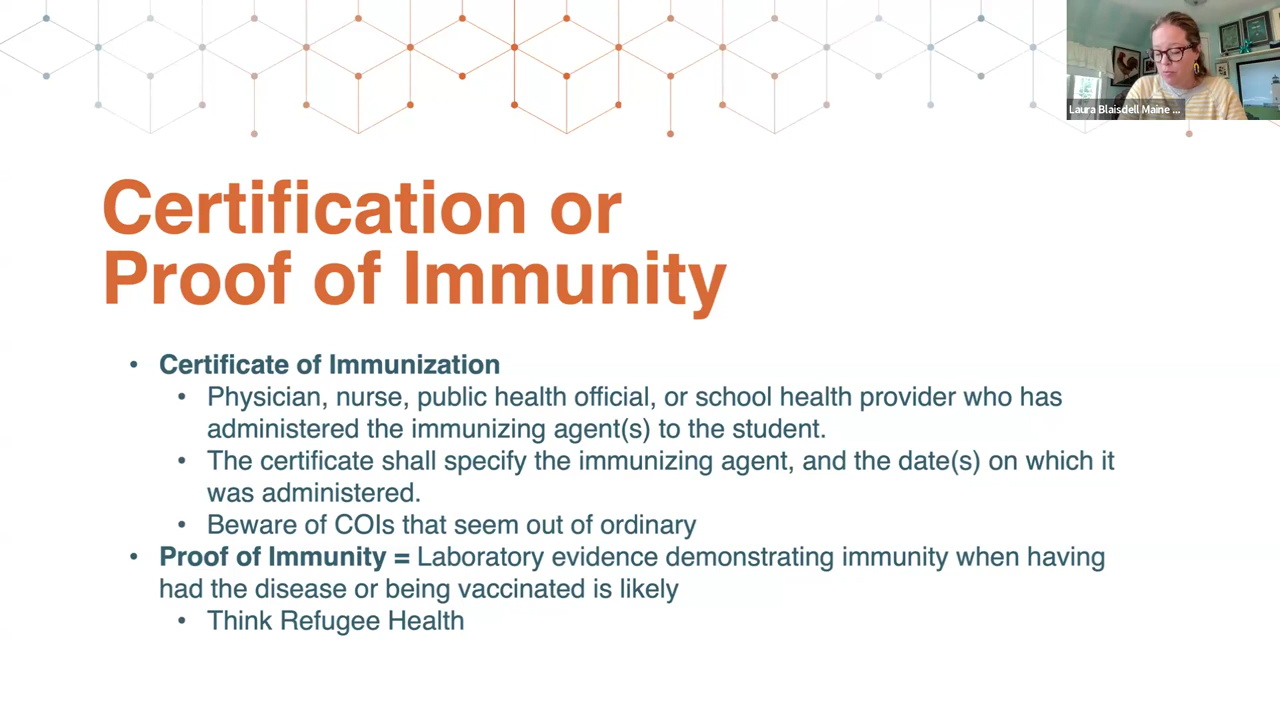 Laura Blaisdell Maine ...
Certification or
Proof of Immunity
• Certificate of Immunization
• Physician, nurse, public health official, or school health provider who has
administered the immunizing agent(s) to the student.
• The certificate shall specify the immunizing agent, and the date(s) on which it
was administered.
• Beware of COIs that seem out of ordinary
• Proof of Immunity = Laboratory evidence demonstrating immunity when having
had the disease or being vaccinated is likely
• Think Refugee Health